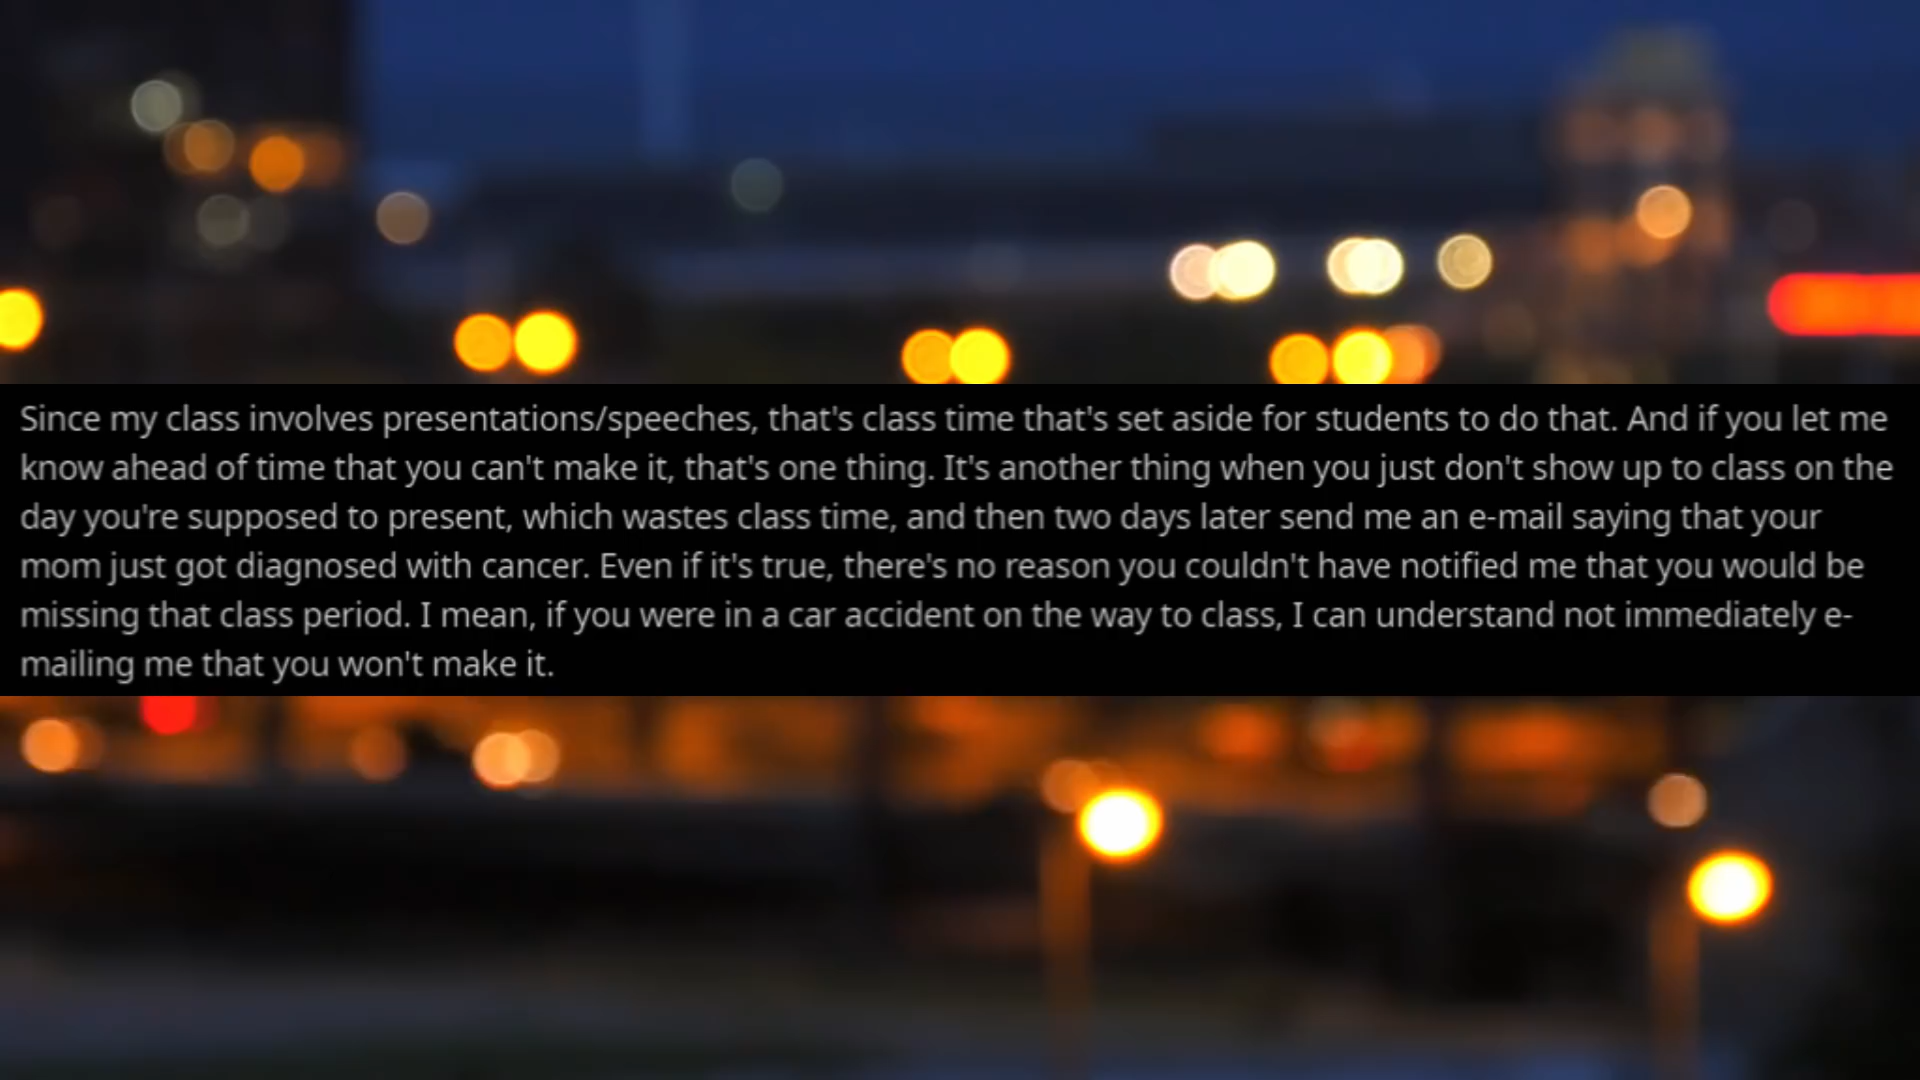 Since my class involves presentations/speeches, that's class time that's set aside for students to do that. And if you let me
know ahead of time that you can't make it, that's one thing. It's another thing when you just don't show up to class on the
day you're supposed to present, which wastes class time, and then two days later send me an e-mail saying that your
mom just got diagnosed with cancer. Even if it's true, there's no reason you couldn't have notified me that you would be
missing that class period. I mean, if you were in a car accident on the way to class, I can understand not immediately e-
mailing me that you won't make it.